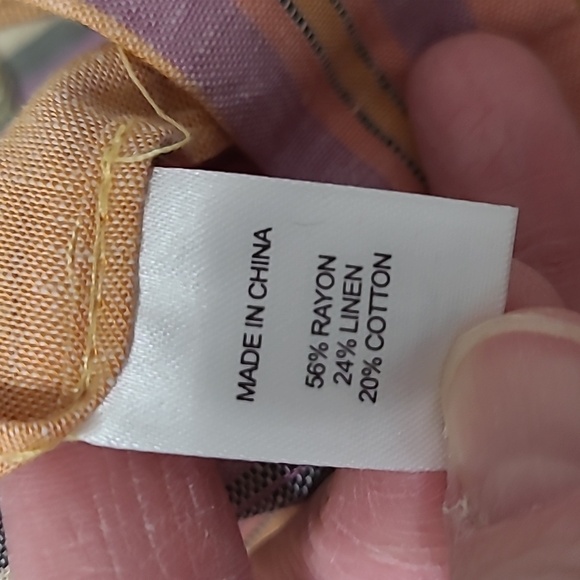 MADE IN CHINA
56% RAYON
24% LINEN
20% COTTON